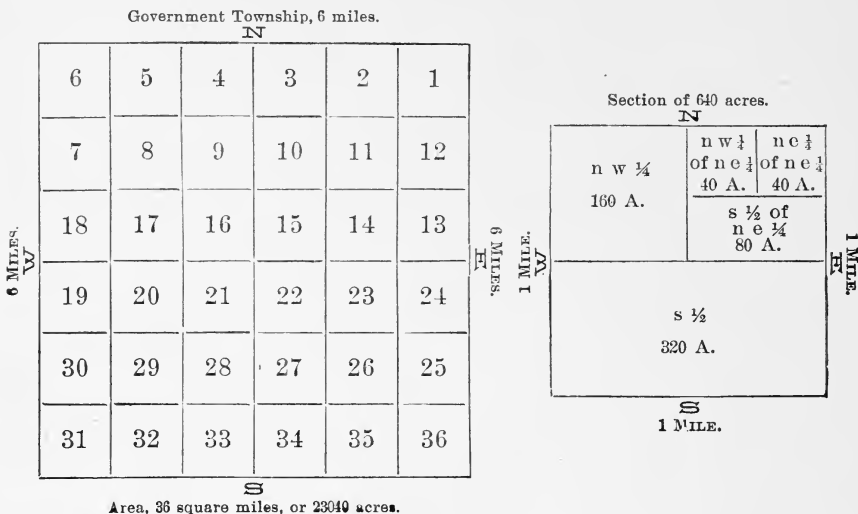 Government Township, 6 miles.
N
6 5 4 3 2 1
7 8 9 10 11 12
18 17 16 15 14 13
19 20 21 22 23 24
30 29 28 27 26 25
31 32 33 34 35 36
6 MILES.
W
E
6 MILES.
S
Area, 36 square miles, or 23040 acres.
Section of 640 acres.
N
n w ¼
160 A.
n w ¼
of n e ¼
40 A.
n e ¼
of n e ¼
40 A.
s ½ of
n e ¼
80 A.
s ½
320 A.
1 MILE.
W
E
1 MILE.
S
1 MILE.